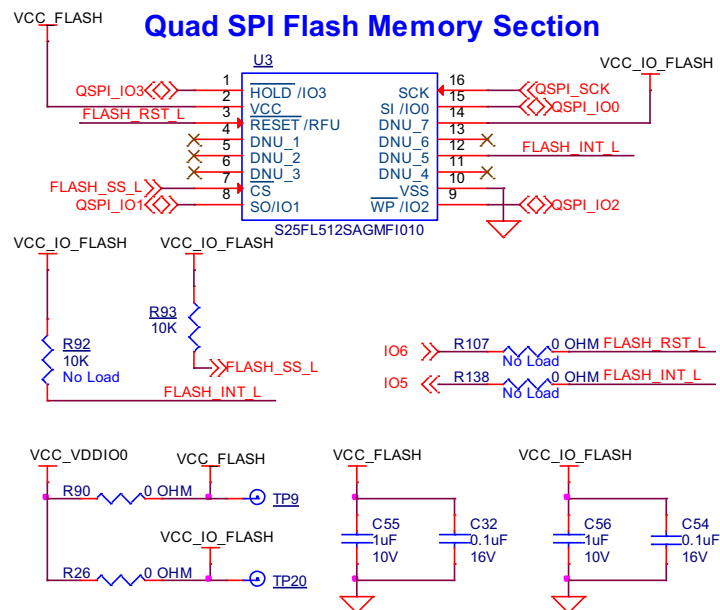 Quad SPI Flash Memory Section
VCC_FLASH
U3
VCC_IO_FLASH
QSPI_IO3
1
HOLD /IO3
SCK
16
QSPI_SCK
2
VCC
SI /IO0
15
QSPI_IO0
FLASH_RST_L
3
RESET /RFU
DNU_7
14
4
DNU_1
DNU_6
13
5
DNU_2
DNU_5
12
FLASH_INT_L
6
DNU_3
DNU_4
11
FLASH_SS_L
7
CS
VSS
10
QSPI_IO1
8
SO/IO1
WP /IO2
9
QSPI_IO2
S25FL512SAGMFI010
VCC_IO_FLASH
VCC_IO_FLASH
R93
10K
R92
10K
No Load
FLASH_SS_L
FLASH_INT_L
IO6
R107
0 OHM
FLASH_RST_L
No Load
IO5
R138
0 OHM
FLASH_INT_L
No Load
VCC_VDDIO0
VCC_FLASH
R90
0 OHM
TP9
VCC_IO_FLASH
R26
0 OHM
TP20
VCC_FLASH
C55
1uF
10V
C32
0.1uF
16V
VCC_IO_FLASH
C56
1uF
10V
C54
0.1uF
16V